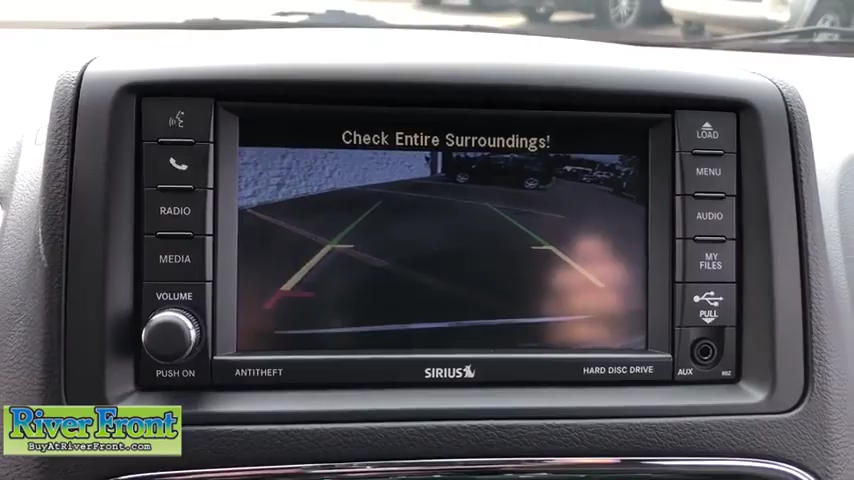 Check Entire Surroundings!
LOAD
MENU
RADIO
AUDIO
MEDIA
MY
FILES
VOLUME
PULL
PUSH ON
ANTITHEFT
SIRIUS
HARD DISC DRIVE
AUX
RBZ
River Front
BuyAtRiverFront.com